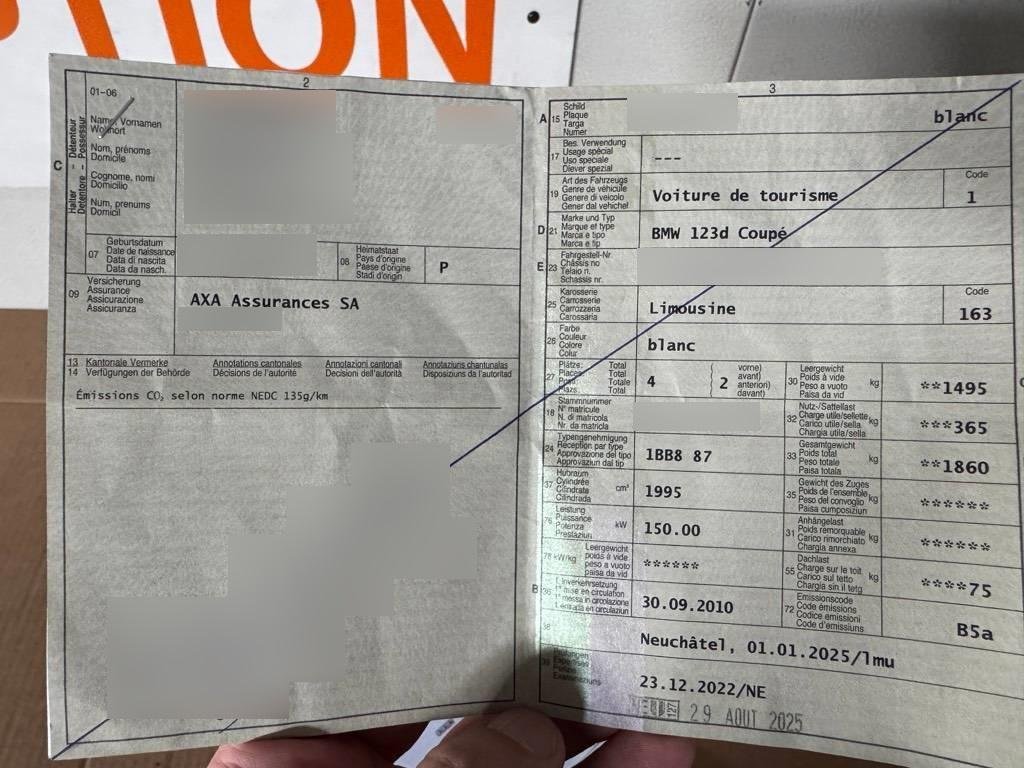 TION
2
01-06
C
Halter - Détenteur
Detentore - Possessur
Name, Vornamen
Wohnort
Nom, prénoms
Domicile
Cognome, nomi
Domicilio
Num, prenums
Domicil
07
Geburtsdatum
Date de naissance
Data di nascita
Data da nasch.
08
Heimatstaat
Pays d'origine
Paese d'origine
Stadi d'origin
P
09
Versicherung
Assurance
Assicurazione
Assicuranza
AXA Assurances SA
13 Kantonale Vermerke Annotations cantonales Annotazioni cantonali Annotaziuns chantunalas
14 Verfügungen der Behörde Décisions de l'autorité Decisioni dell'autorità Disposiziuns da l'autoritad
Émissions CO₂ selon norme NEDC 135g/km
3
A 15
Schild
Plaque
Targa
Numer
blanc
17
Bes. Verwendung
Usage spécial
Uso speciale
Diever spezial
---
19
Art des Fahrzeugs
Genre de véhicule
Genere di veicolo
Gener dal vehichel
Voiture de tourisme
Code
1
D 21
Marke und Typ
Marque et type
Marca e tipo
Marca e tip
BMW 123d Coupé
E 23
Fahrgestell-Nr.
Châssis no
Telaio n.
Schassis nr.
25
Karosserie
Carrosserie
Carrozzeria
Carossaria
Limousine
Code
163
26
Farbe
Couleur
Colore
Colur
blanc
27
Plätze: Total
Places: Total
Posti: Totale
Plazs: Total
4
2
vorne)
avant)
anteriori)
davant)
30
Leergewicht
Poids à vide
Peso a vuoto
Paisa da vid
kg
**1495
18
Stammnummer
N° matricule
N. di matricola
Nr. da matricla
32
Nutz-/Sattellast
Charge utile/sellette
Carico utile/sella
Chargia utila/sella
kg
***365
24
Typengenehmigung
Réception par type
Approvazione del tipo
Approvaziun dal tip
1BB8 87
33
Gesamtgewicht
Poids total
Peso totale
Paisa totala
kg
**1860
37
Hubraum
Cylindrée
Cilindrata
Cilindrada
cm³
1995
35
Gewicht des Zuges
Poids de l'ensemble
Peso del convoglio
Paisa cumposiziun
kg
******
76
Leistung
Puissance
Potenza
Prestaziun
kW
150.00
31
Anhängelast
Poids remorquable
Carico rimorchiato
Chargia annexa
kg
******
78 kW/kg
Leergewicht
poids à vide
peso a vuoto
paisa da vid
******
55
Dachlast
Charge sur le toit
Carico sul tetto
Chargia sin il tetg
kg
****75
B 36
1. Inverkehrsetzung
1re mise en circulation
1a messa in circolazione
1. entrada en circulaziun
30.09.2010
72
Emissionscode
Code émissions
Codice emissioni
Code d'emissiuns
B5a
38
Neuchâtel, 01.01.2025/lmu
39
23.12.2022/NE
127
29 AOUT 2025